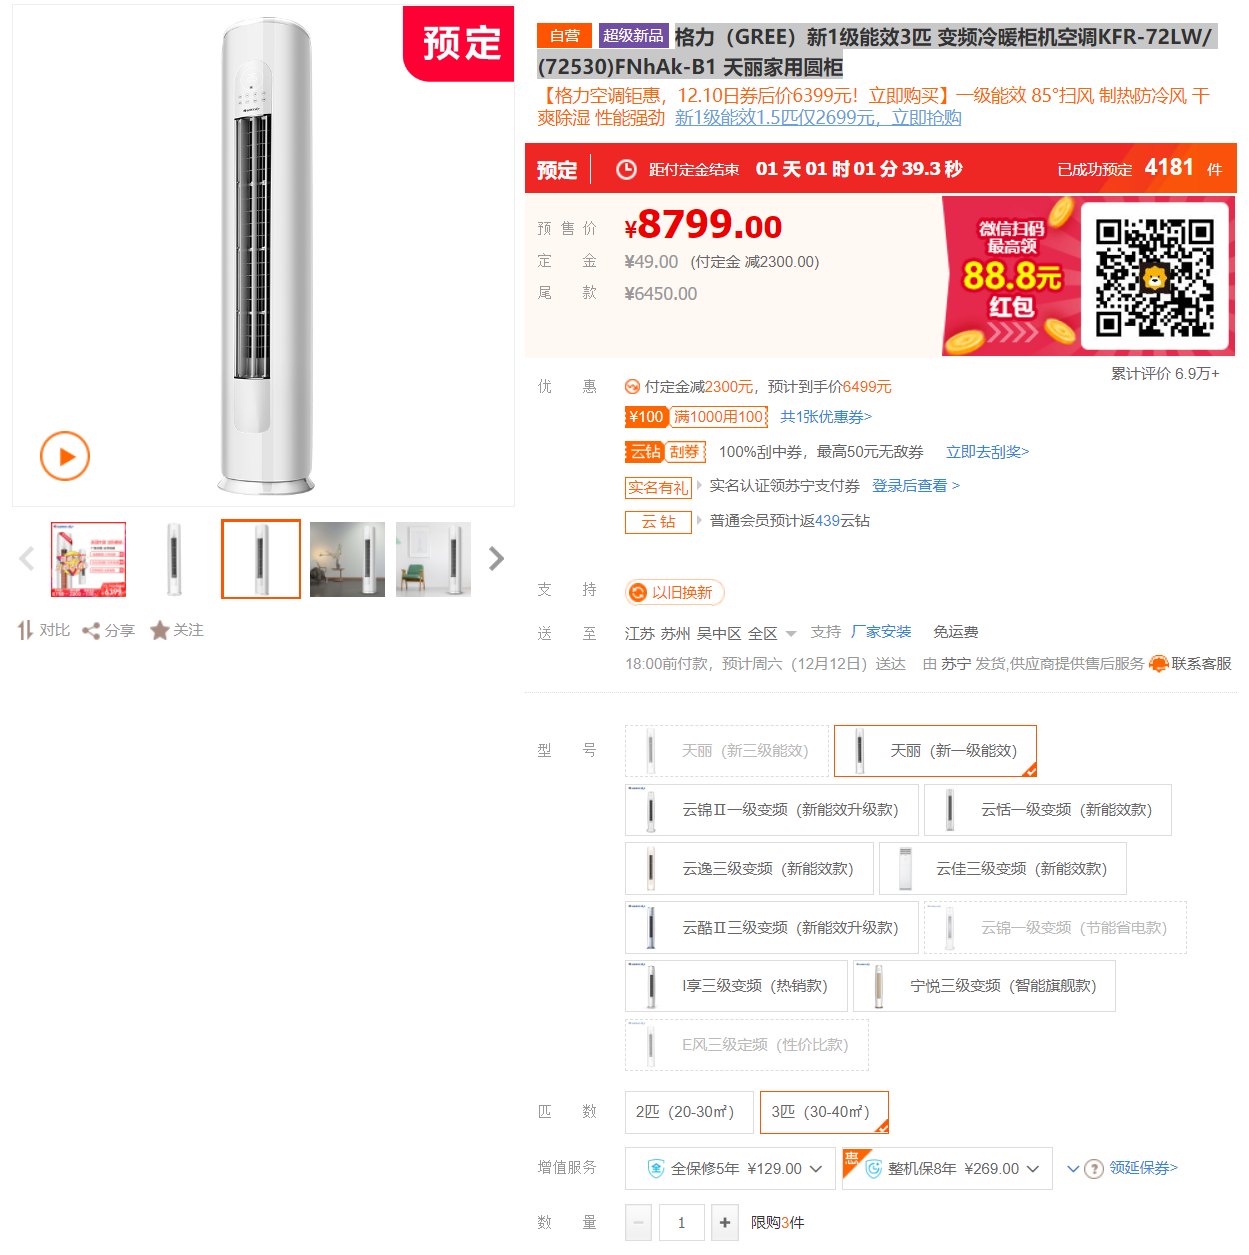 预定
自营 超级新品 格力（GREE）新1级能效3匹 变频冷暖柜机空调KFR-72LW/
(72530)FNhAk-B1 天丽家用圆柜
【格力空调钜惠，12.10日券后价6399元！立即购买】一级能效 85°扫风 制热防冷风 干
爽除湿 性能强劲 新1级能效1.5匹仅2699元，立即抢购
预定 距付定金结束 01 天 01 时 01 分 39.3 秒 已成功预定 4181 件
预售价 ¥8799.00
定金 ¥49.00 (付定金 减2300.00)
尾款 ¥6450.00
微信扫码
最高领
88.8元
红包
累计评价 6.9万+
优惠 付定金减2300元，预计到手价6499元
¥100 满1000用100 共1张优惠券>
云钻 刮券 100%刮中券，最高50元无敌券 立即去刮奖>
实名有礼 实名认证领苏宁支付券 登录后查看 >
云钻 普通会员预计返439云钻
对比 分享 关注
支持 以旧换新
送至 江苏 苏州 吴中区 全区 支持 厂家安装 免运费
18:00前付款，预计周六（12月12日）送达 由 苏宁 发货,供应商提供售后服务 联系客服
型号 天丽（新三级能效） 天丽（新一级能效）
云锦Ⅱ一级变频（新能效升级款） 云恬一级变频（新能效款）
云逸三级变频（新能效款） 云佳三级变频（新能效款）
云酷Ⅱ三级变频（新能效升级款） 云锦一级变频（节能省电款）
I享三级变频（热销款） 宁悦三级变频（智能旗舰款）
E风三级定频（性价比款）
匹数 2匹（20-30㎡） 3匹（30-40㎡）
增值服务 全 全保修5年 ¥129.00 惠 整机保8年 ¥269.00 ? 领延保券>
数量 − 1 + 限购3件